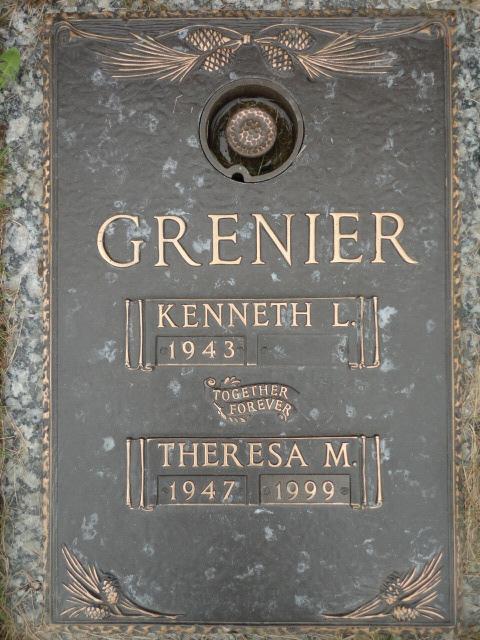 GRENIER
KENNETH L.
1943
TOGETHER
FOREVER
THERESA M.
1947 1999